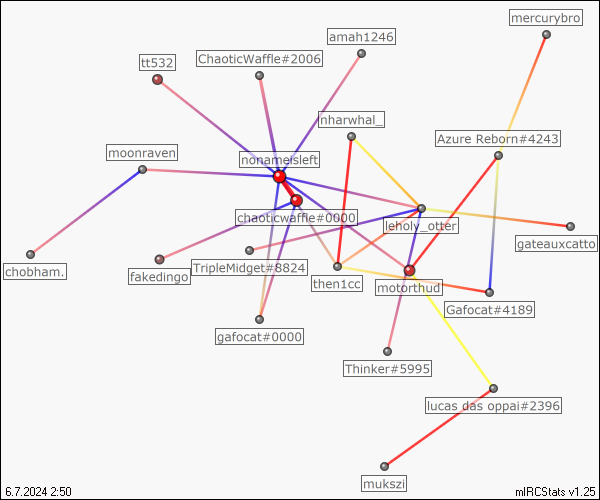 mercurybro
amah1246
ChaoticWaffle#2006
tt532
nharwhal_
Azure Reborn#4243
moonraven
nonameisleft
chaoticwaffle#0000
leholy_otter
gateauxcatto
chobham.
fakedingo
TripleMidget#8824
then1cc
motorthud
Gafocat#4189
gafocat#0000
Thinker#5995
lucas das oppai#2396
mukszi
6.7.2024 2:50
mIRCStats v1.25